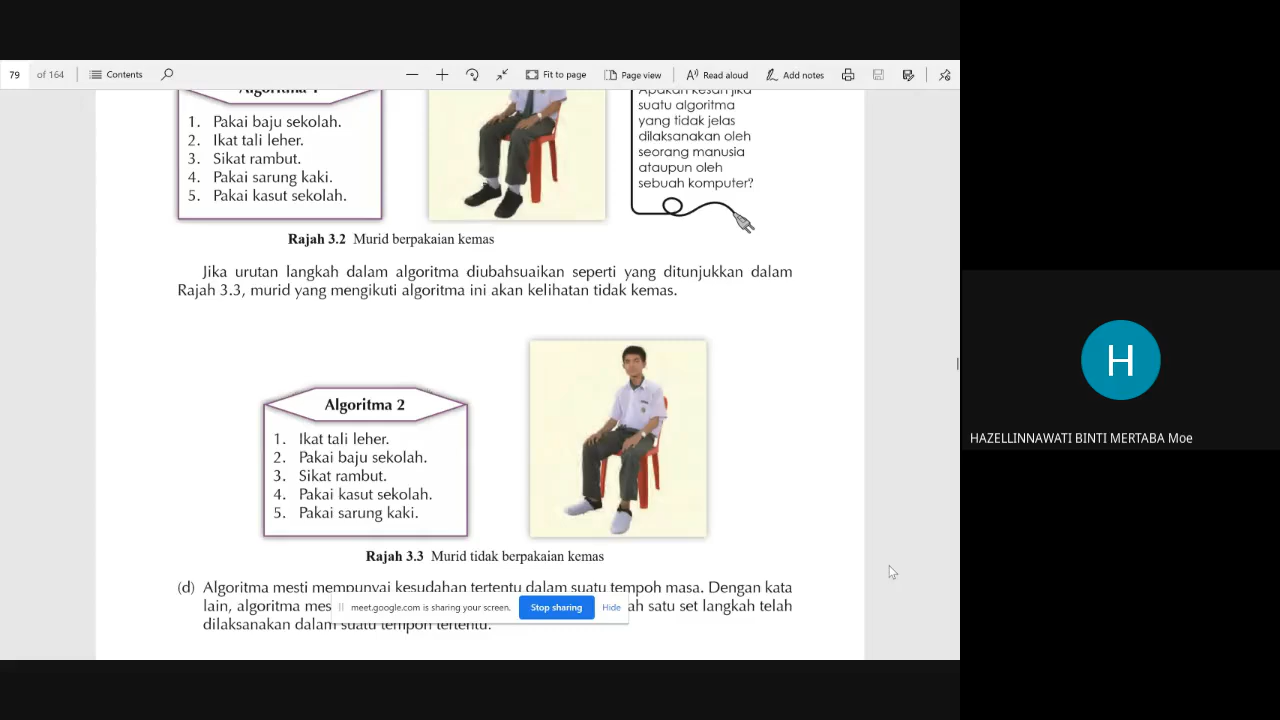 79 of 164 Contents Fit to page Page view Read aloud Add notes
Algoritma 1
1. Pakai baju sekolah.
2. Ikat tali leher.
3. Sikat rambut.
4. Pakai sarung kaki.
5. Pakai kasut sekolah.
Apakah kesan jika
suatu algoritma
yang tidak jelas
dilaksanakan oleh
seorang manusia
ataupun oleh
sebuah komputer?
Rajah 3.2 Murid berpakaian kemas
Jika urutan langkah dalam algoritma diubahsuaikan seperti yang ditunjukkan dalam
Rajah 3.3, murid yang mengikuti algoritma ini akan kelihatan tidak kemas.
Algoritma 2
1. Ikat tali leher.
2. Pakai baju sekolah.
3. Sikat rambut.
4. Pakai kasut sekolah.
5. Pakai sarung kaki.
Rajah 3.3 Murid tidak berpakaian kemas
(d) Algoritma mesti mempunyai kesudahan tertentu dalam suatu tempoh masa. Dengan kata
lain, algoritma mes ah satu set langkah telah
dilaksanakan dalam suatu tempoh tertentu.
meet.google.com is sharing your screen. Stop sharing Hide
H
HAZELLINNAWATI BINTI MERTABA Moe